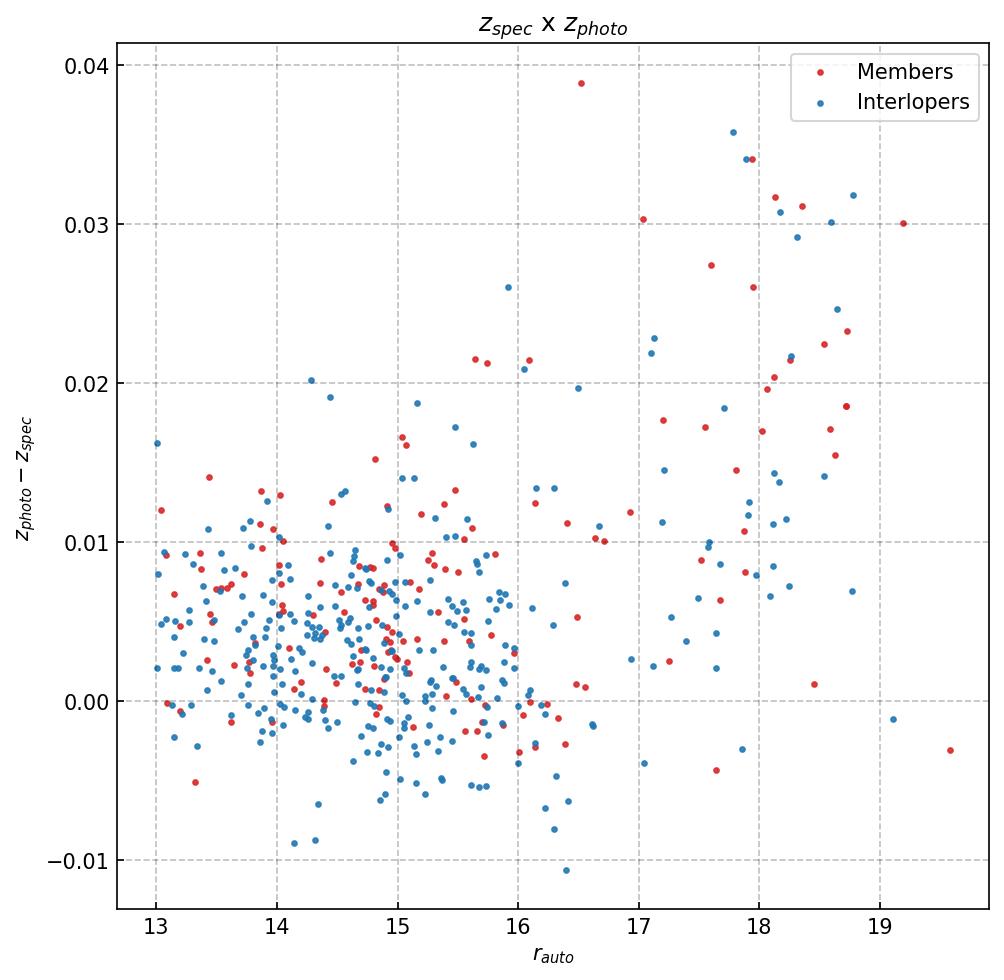 z_spec x z_photo
Members
Interlopers
0.04
0.03
0.02
0.01
0.00
−0.01
z_photo − z_spec
13 14 15 16 17 18 19
r_auto